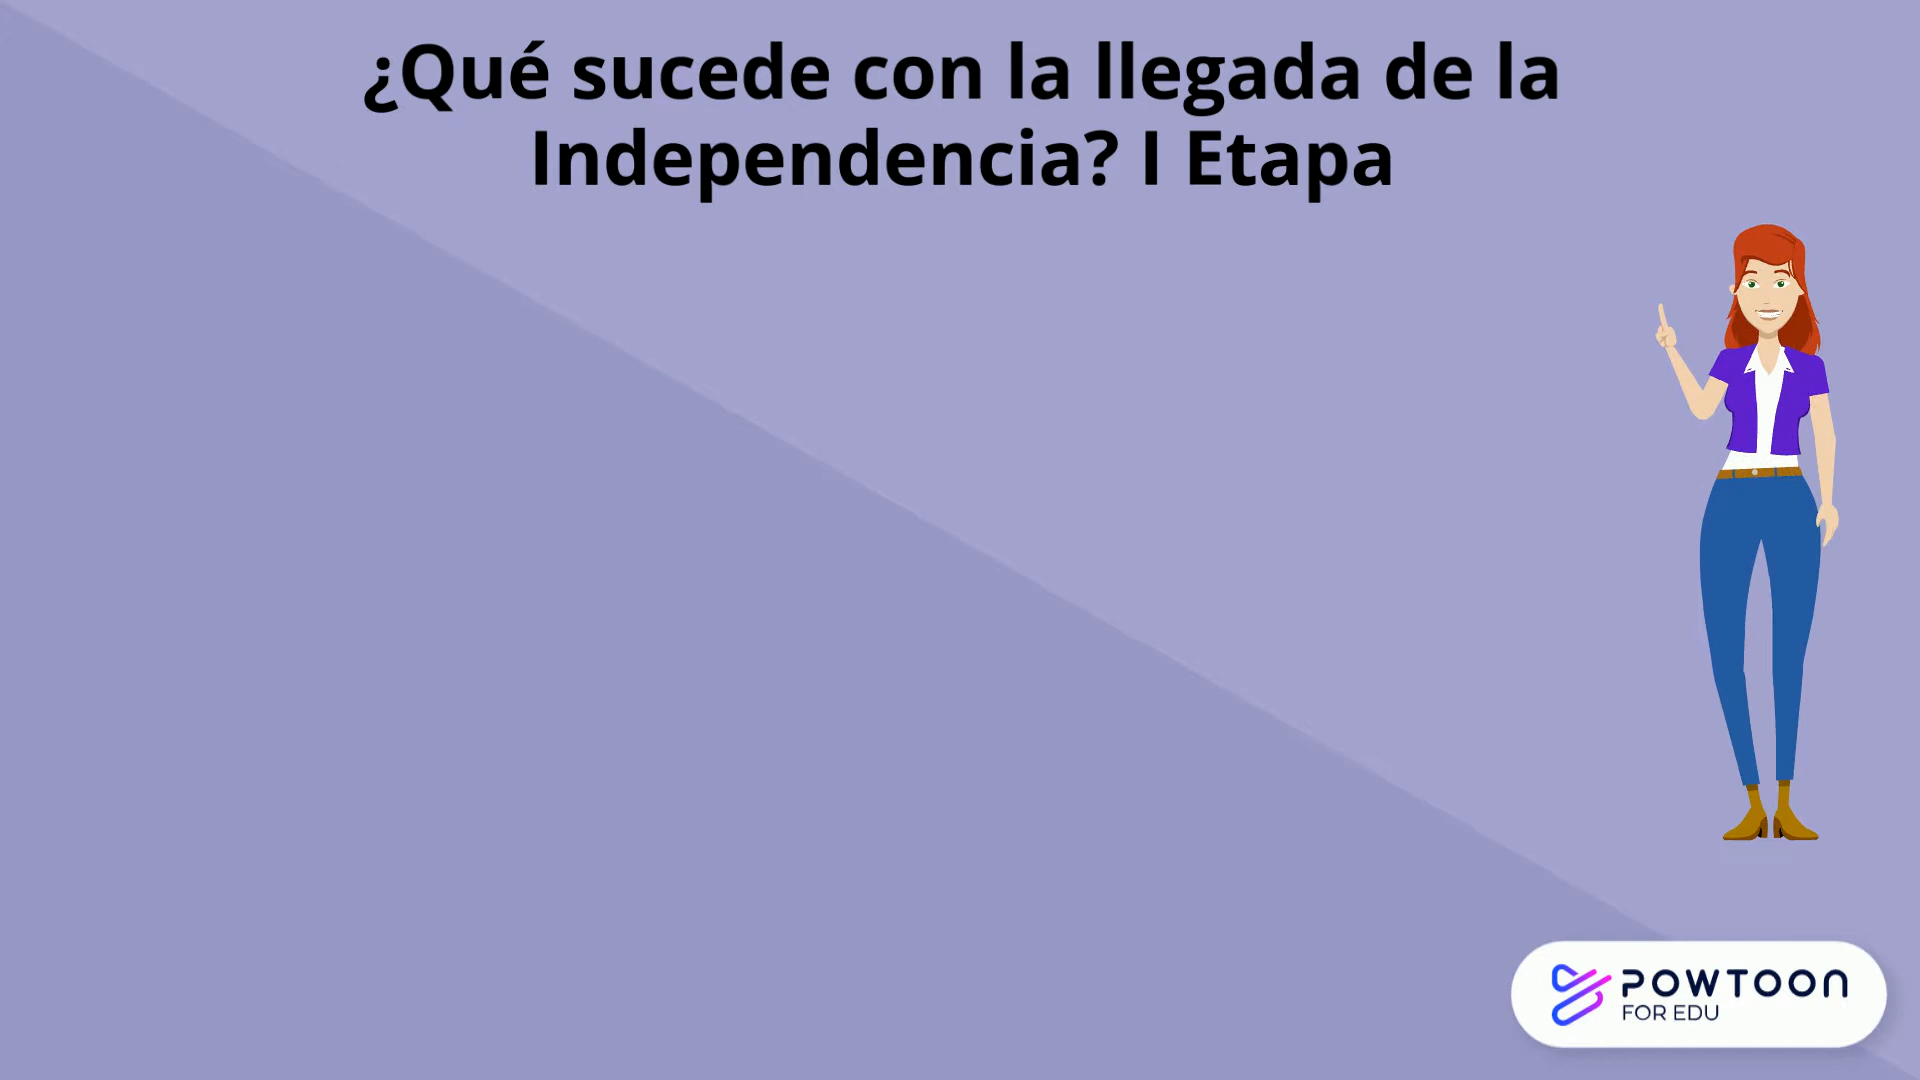 ¿Qué sucede con la llegada de la
Independencia? I Etapa
POWTOON
FOR EDU